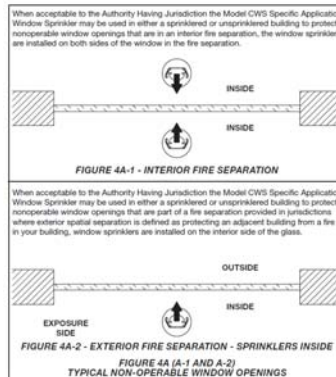 When acceptable to the Authority Having Jurisdiction the Model CWS Specific Applicatio
Window Sprinkler may be used in either a sprinklered or unsprinklered building to protect
nonoperable window openings that are in an interior fire separation, the window sprinkler
are installed on both sides of the window in the fire separation.
INSIDE
INSIDE
FIGURE 4A-1 - INTERIOR FIRE SEPARATION
When acceptable to the Authority Having Jurisdiction the Model CWS Specific Applicatio
Window Sprinkler may be used in either a sprinklered or unsprinklered building to protect
nonoperable window openings that are part of a fire separation provided in jurisdictions
where exterior spatial separation is defined as protecting an adjacent building from a fire
in your building, window sprinklers are installed on the interior side of the glass.
OUTSIDE
INSIDE
EXPOSURE
SIDE
FIGURE 4A-2 - EXTERIOR FIRE SEPARATION - SPRINKLERS INSIDE
FIGURE 4A (A-1 AND A-2)
TYPICAL NON-OPERABLE WINDOW OPENINGS